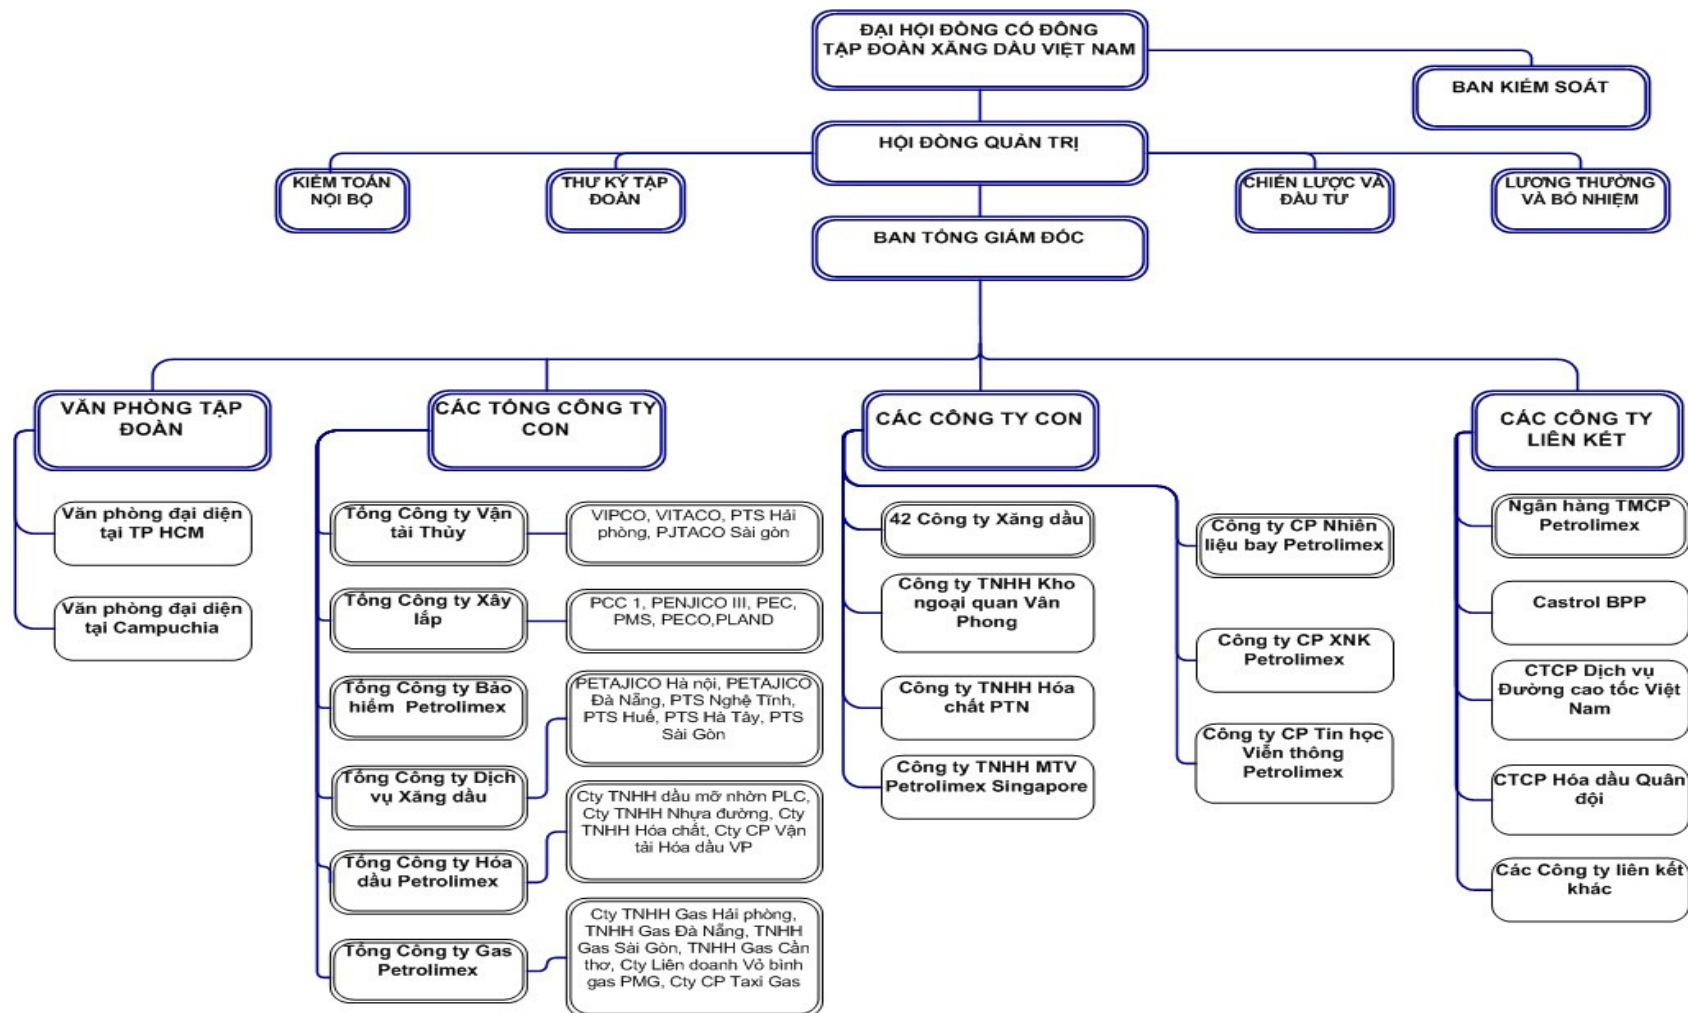 ĐẠI HỘI ĐỒNG CỔ ĐÔNG
TẬP ĐOÀN XĂNG DẦU VIỆT NAM
BAN KIỂM SOÁT
HỘI ĐỒNG QUẢN TRỊ
KIỂM TOÁN
NỘI BỘ
THƯ KÝ TẬP
ĐOÀN
CHIẾN LƯỢC VÀ
ĐẦU TƯ
LƯƠNG THƯỞNG
VÀ BỔ NHIỆM
BAN TỔNG GIÁM ĐỐC
VĂN PHÒNG TẬP
ĐOÀN
Văn phòng đại diện
tại TP HCM
Văn phòng đại diện
tại Campuchia
CÁC TỔNG CÔNG TY
CON
Tổng Công ty Vận
tải Thủy
VIPCO, VITACO, PTS Hải
phòng, PJTACO Sài gòn
Tổng Công ty Xây
lắp
PCC 1, PENJICO III, PEC,
PMS, PECO,PLAND
Tổng Công ty Bảo
hiểm Petrolimex
Tổng Công ty Dịch
vụ Xăng dầu
PETAJICO Hà nội, PETAJICO
Đà Nẵng, PTS Nghệ Tĩnh,
PTS Huế, PTS Hà Tây, PTS
Sài Gòn
Tổng Công ty Hóa
dầu Petrolimex
Cty TNHH dầu mỡ nhờn PLC,
Cty TNHH Nhựa đường, Cty
TNHH Hóa chất, Cty CP Vận
tải Hóa dầu VP
Tổng Công ty Gas
Petrolimex
Cty TNHH Gas Hải phòng,
TNHH Gas Đà Nẵng, TNHH
Gas Sài Gòn, TNHH Gas Cần
thơ, Cty Liên doanh Vỏ bình
gas PMG, Cty CP Taxi Gas
CÁC CÔNG TY CON
42 Công ty Xăng dầu
Công ty TNHH Kho
ngoại quan Vân
Phong
Công ty TNHH Hóa
chất PTN
Công ty TNHH MTV
Petrolimex Singapore
Công ty CP Nhiên
liệu bay Petrolimex
Công ty CP XNK
Petrolimex
Công ty CP Tin học
Viễn thông
Petrolimex
CÁC CÔNG TY
LIÊN KẾT
Ngân hàng TMCP
Petrolimex
Castrol BPP
CTCP Dịch vụ
Đường cao tốc Việt
Nam
CTCP Hóa dầu Quân
đội
Các Công ty liên kết
khác